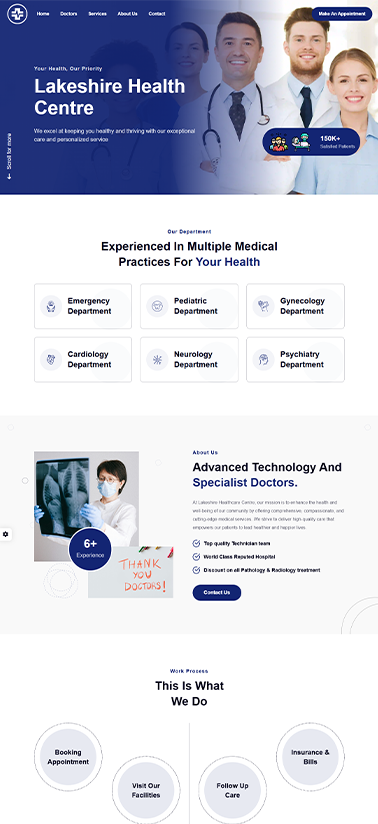 Home Doctors Services About Us Contact Make An Appointment
Your Health, Our Priority
Lakeshire Health
Centre
We excel at keeping you healthy and thriving with our exceptional
care and personalized service
Scroll for more
150K+
Satisfied Patients
Our Department
Experienced In Multiple Medical
Practices For Your Health
Emergency
Department
Pediatric
Department
Gynecology
Department
Cardiology
Department
Neurology
Department
Psychiatry
Department
About Us
Advanced Technology And
Specialist Doctors.
At Lakeshire Healthcare Centre, our mission is to enhance the health and
well-being of our community by offering comprehensive, compassionate, and
cutting-edge medical services. We strive to deliver high-quality care that
empowers our patients to lead healthier and happier lives.
6+
Experience
THANK
YOU
DOCTORS!
Top quality Technician team
World Class Reputed Hospital
Discount on all Pathology & Radiology treatment
Contact Us
Work Process
This Is What
We Do
Booking
Appointment
Visit Our
Facilities
Follow Up
Care
Insurance &
Bills